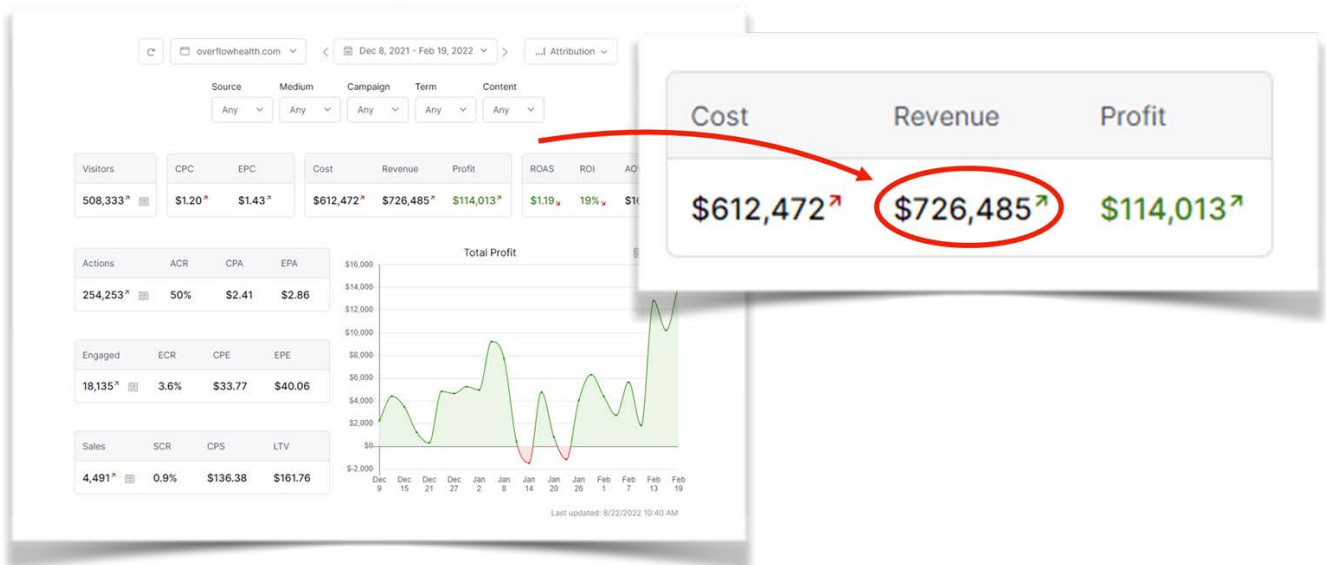 overflowhealth.com
Dec 8, 2021 - Feb 19, 2022
...l Attribution
Source Medium Campaign Term Content
Any Any Any Any Any
Visitors CPC EPC Cost Revenue Profit ROAS ROI
508,333 $1.20 $1.43 $612,472 $726,485 $114,013 $1.19 19%
Actions ACR CPA EPA
254,253 50% $2.41 $2.86
Engaged ECR CPE EPE
18,135 3.6% $33.77 $40.06
Sales SCR CPS LTV
4,491 0.9% $136.38 $161.76
Total Profit
$16,000
$14,000
$12,000
$10,000
$8,000
$6,000
$4,000
$2,000
$0
$-2,000
Dec 9 Dec 15 Dec 21 Dec 27 Jan 2 Jan 8 Jan 14 Jan 20 Jan 26 Feb 1 Feb 7 Feb 13 Feb 19
Last updated: 8/22/2022 10:40 AM
Cost Revenue Profit
$612,472 $726,485 $114,013